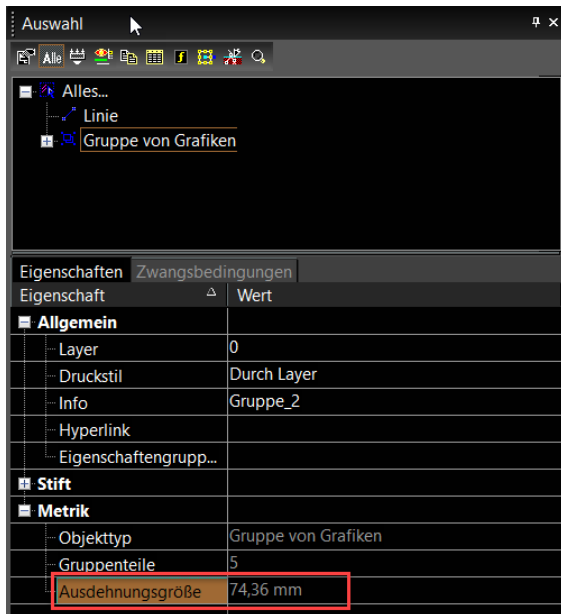 Auswahl
Alle
Alles...
Linie
Gruppe von Grafiken
Eigenschaften Zwangsbedingungen
Eigenschaft Wert
Allgemein
Layer 0
Druckstil Durch Layer
Info Gruppe_2
Hyperlink
Eigenschaftengrupp...
Stift
Metrik
Objekttyp Gruppe von Grafiken
Gruppenteile 5
Ausdehnungsgröße 74,36 mm